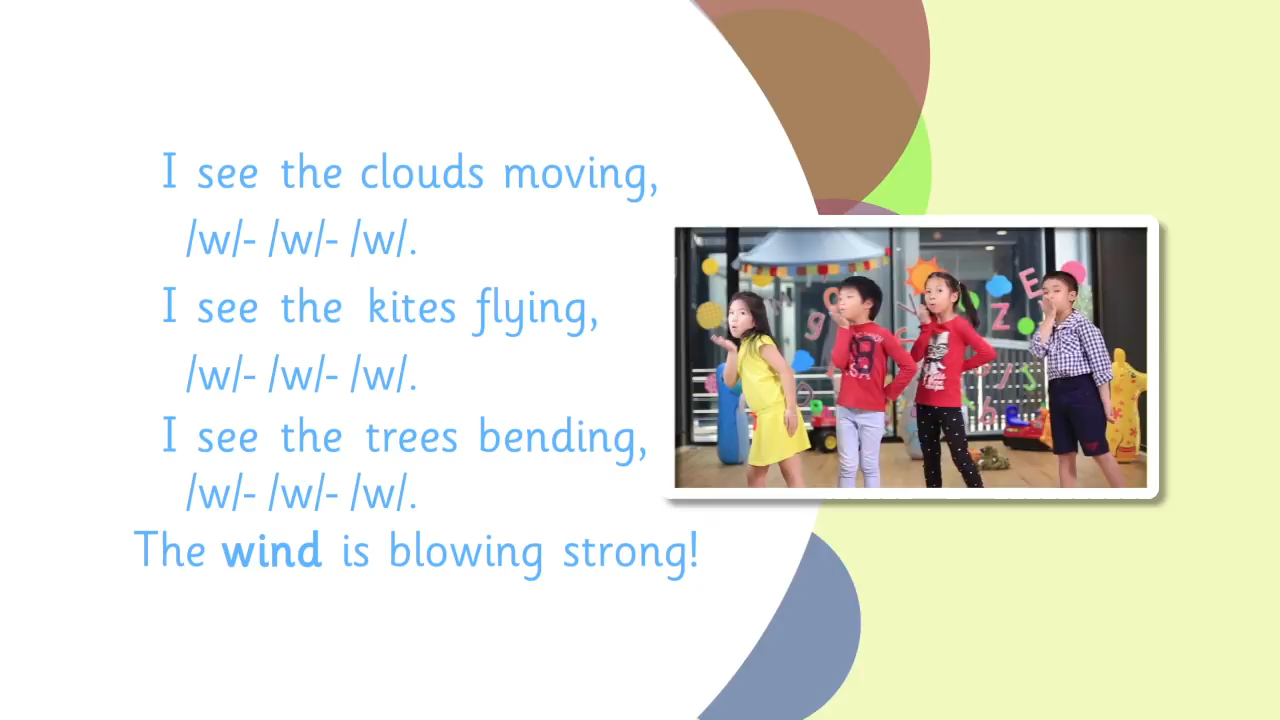 I see the clouds moving,
/w/- /w/- /w/.
I see the kites flying,
/w/- /w/- /w/.
I see the trees bending,
/w/- /w/- /w/.
The wind is blowing strong!